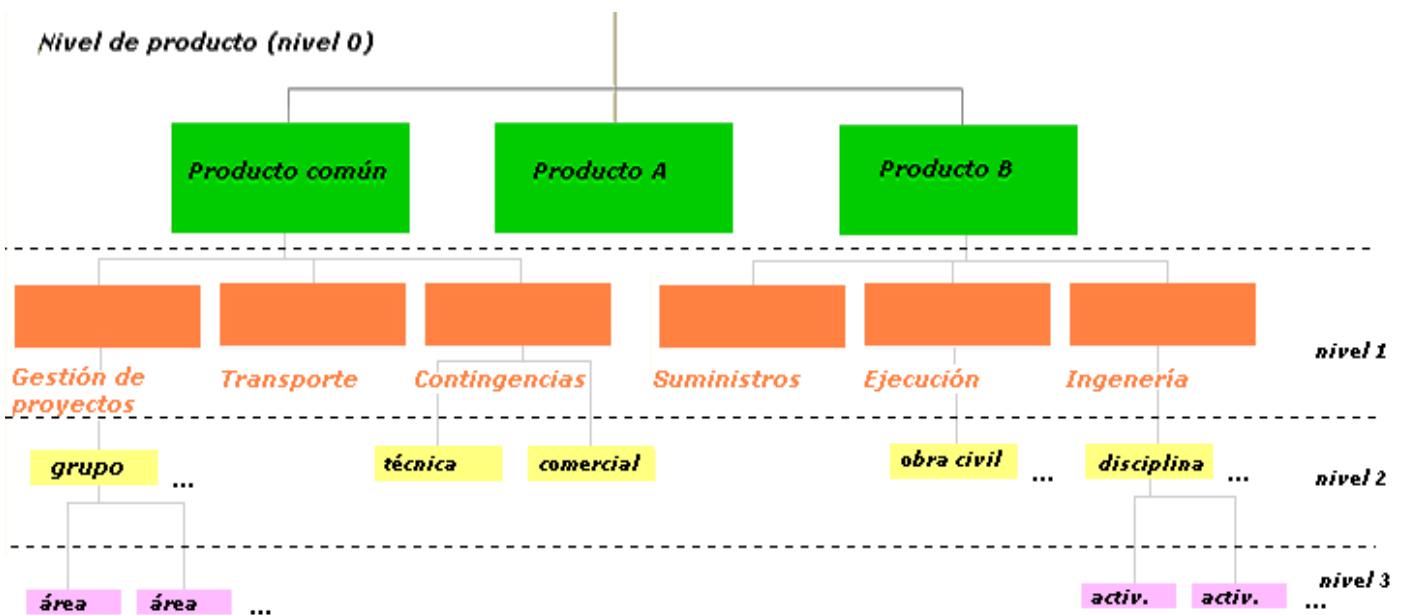 Nivel de producto (nivel 0)
Producto común
Producto A
Producto B
nivel 1
Gestión de
proyectos
Transporte
Contingencias
Suministros
Ejecución
Ingenería
grupo
...
técnica
comercial
obra civil
...
disciplina
...
nivel 2
nivel 3
área
área
...
activ.
activ.
...